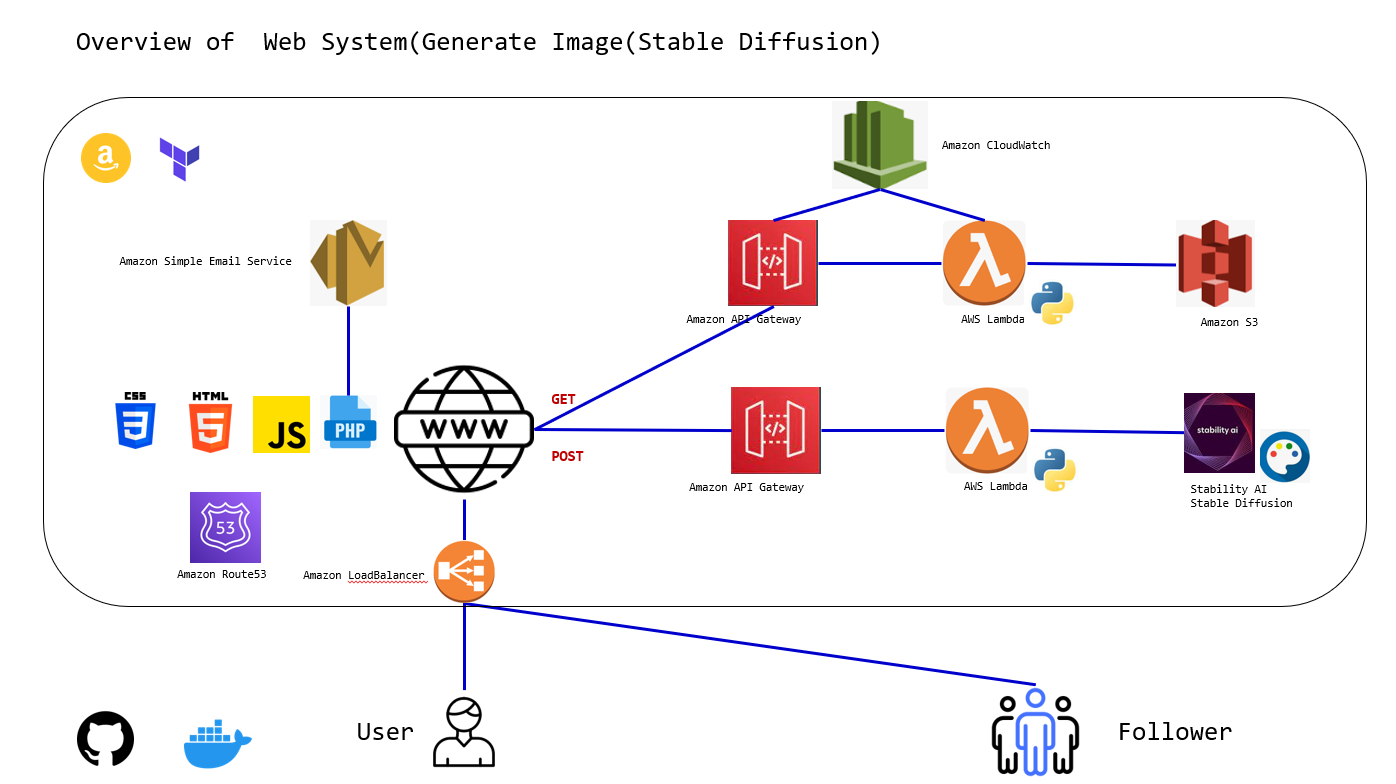 Overview of  Web System(Generate Image(Stable Diffusion)
a
Amazon CloudWatch
Amazon Simple Email Service
Amazon API Gateway
AWS Lambda
Amazon S3
CSS
3
HTML
5
JS
PHP
WWW
GET
POST
stability ai
Amazon API Gateway
AWS Lambda
Stability AI
Stable Diffusion
53
Amazon Route53
Amazon LoadBalancer
User
Follower